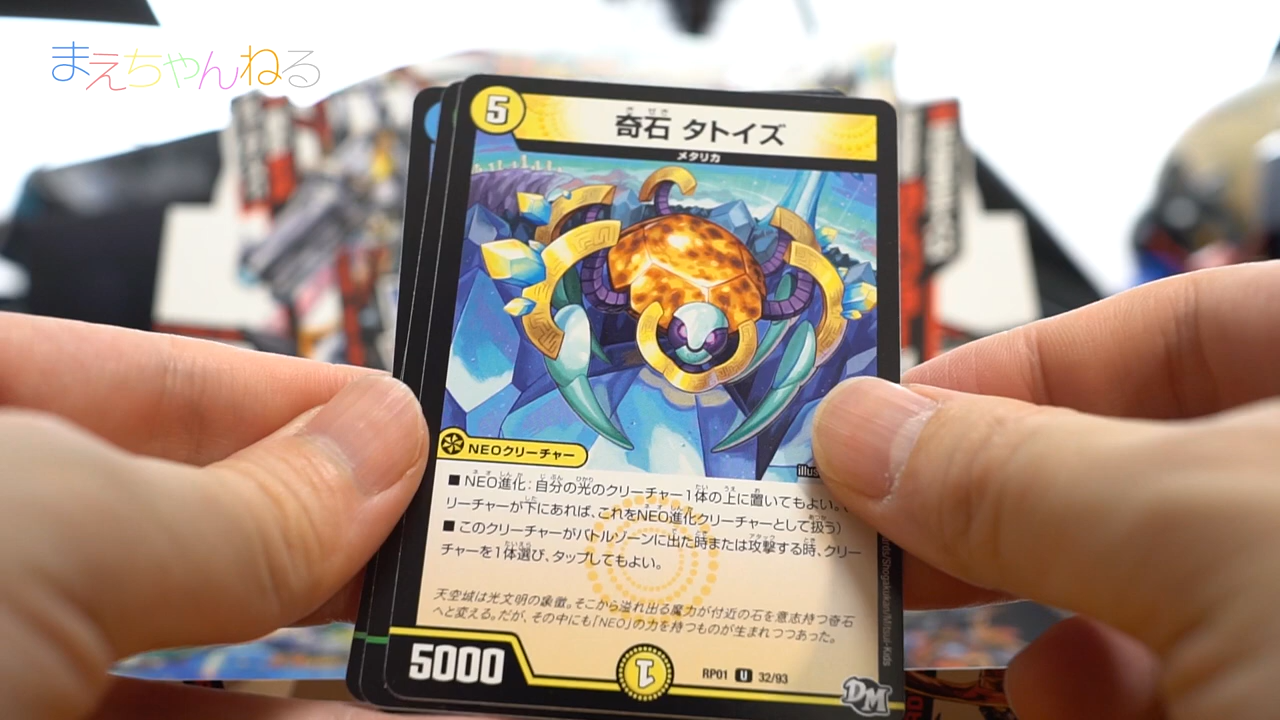 まえちゃんねる
5
きせき
奇石 タトイズ
メタリカ
NEOクリーチャー
illus
■ NEO進化：自分の光のクリーチャー1体の上に置いてもよい。
リーチャーが下にあれば、これをNEO進化クリーチャーとして扱う）
■ このクリーチャーがバトルゾーンに出た時または攻撃する時、クリー
チャーを1体選び、タップしてもよい。
天空城は光文明の象徴。そこから溢れ出る魔力が付近の石を意志持つ奇石
へと変える。だが、その中にも「NEO」の力を持つものが生まれつつあった。
5000
1
RP01 U 32/93
DM
ards/Shogakukan/Mitsui-Kids